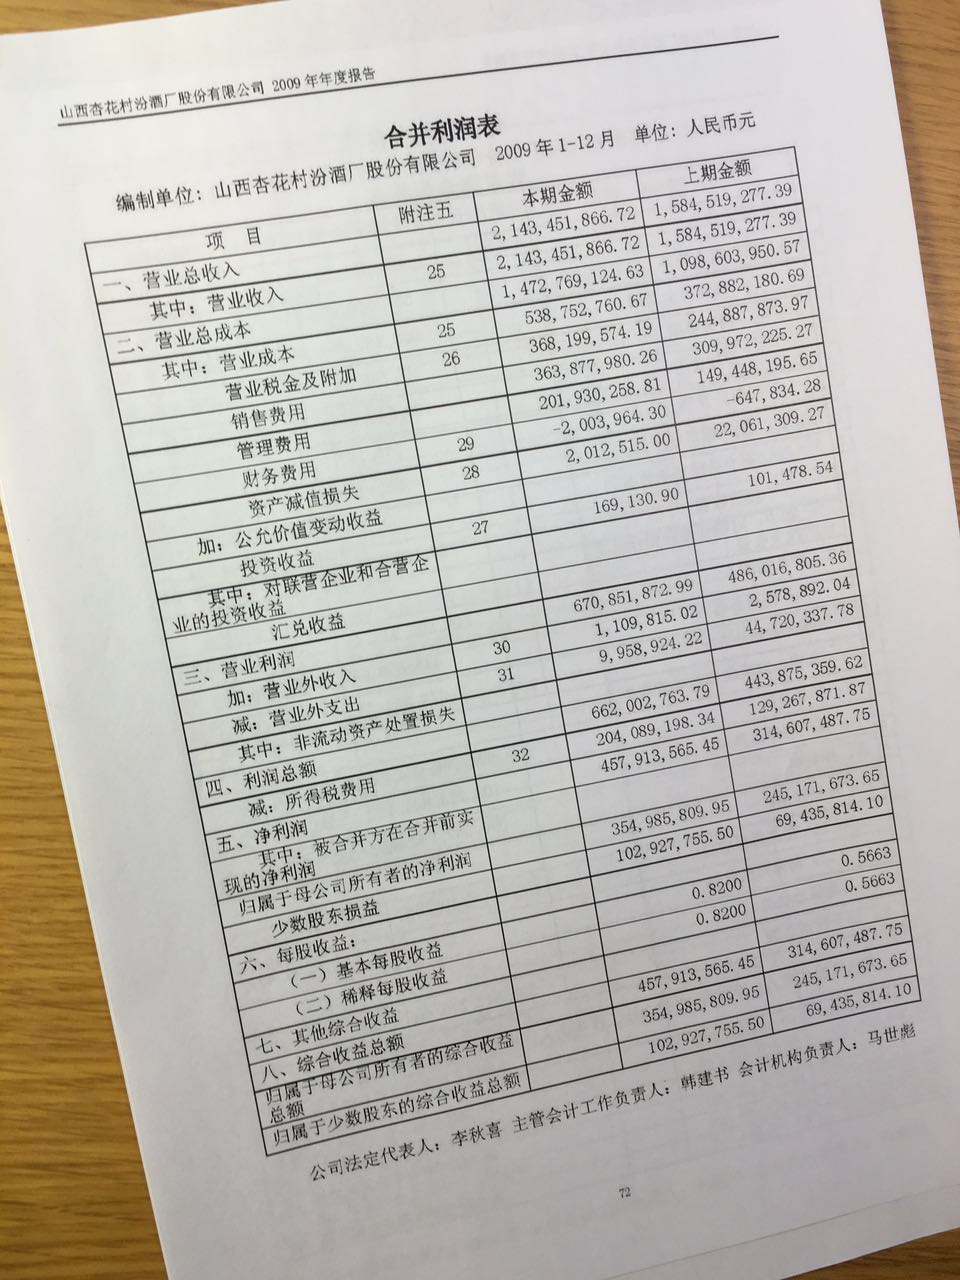 山西杏花村汾酒厂股份有限公司 2009 年年度报告
合并利润表
编制单位：山西杏花村汾酒厂股份有限公司 2009 年 1-12 月 单位：人民币元
项 目 附注五 本期金额 上期金额
一、营业总收入 2,143,451,866.72 1,584,519,277.39
其中：营业收入 25 2,143,451,866.72 1,584,519,277.39
二、营业总成本 1,472,769,124.63 1,098,603,950.57
其中：营业成本 25 538,752,760.67 372,882,180.69
营业税金及附加 26 368,199,574.19 244,887,873.97
销售费用 363,877,980.26 309,972,225.27
管理费用 201,930,258.81 149,448,195.65
财务费用 29 -2,003,964.30 -647,834.28
资产减值损失 28 2,012,515.00 22,061,309.27
加：公允价值变动收益
投资收益 27 169,130.90 101,478.54
其中：对联营企业和合营企
业的投资收益
汇兑收益
三、营业利润 670,851,872.99 486,016,805.36
加：营业外收入 30 1,109,815.02 2,578,892.04
减：营业外支出 31 9,958,924.22 44,720,337.78
其中：非流动资产处置损失
四、利润总额 662,002,763.79 443,875,359.62
减：所得税费用 32 204,089,198.34 129,267,871.87
五、净利润 457,913,565.45 314,607,487.75
其中：被合并方在合并前实
现的净利润
归属于母公司所有者的净利润 354,985,809.95 245,171,673.65
少数股东损益 102,927,755.50 69,435,814.10
六、每股收益：
（一）基本每股收益 0.8200 0.5663
（二）稀释每股收益 0.8200 0.5663
七、其他综合收益
八、综合收益总额 457,913,565.45 314,607,487.75
归属于母公司所有者的综合收益
总额 354,985,809.95 245,171,673.65
归属于少数股东的综合收益总额 102,927,755.50 69,435,814.10
公司法定代表人：李秋喜 主管会计工作负责人：韩建书 会计机构负责人：马世彪
72